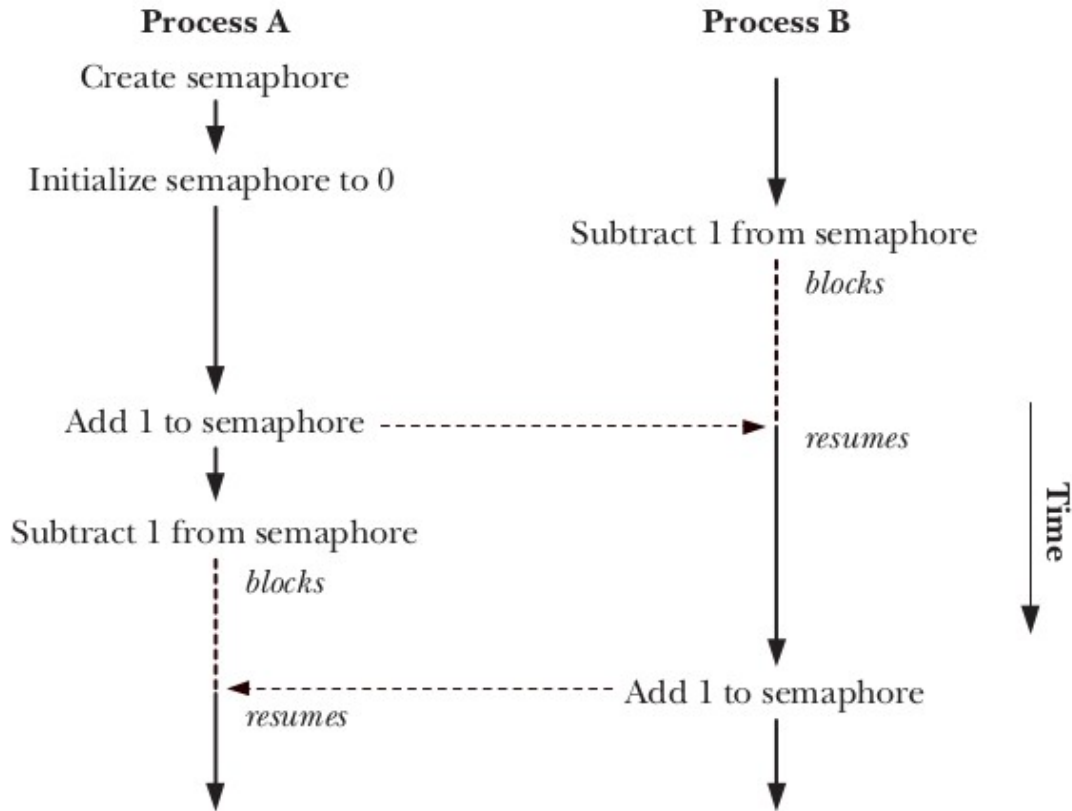 Process A
Process B
Create semaphore
Initialize semaphore to 0
Subtract 1 from semaphore
blocks
Add 1 to semaphore
resumes
Subtract 1 from semaphore
blocks
Add 1 to semaphore
resumes
Time